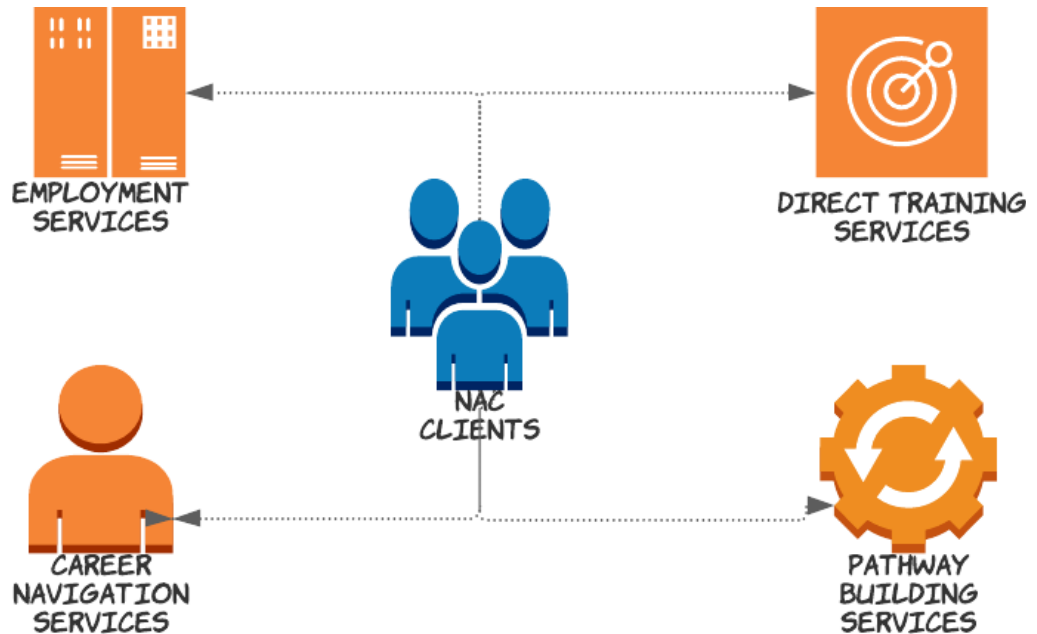 EMPLOYMENT
SERVICES
DIRECT TRAINING
SERVICES
NAC
CLIENTS
CAREER
NAVIGATION
SERVICES
PATHWAY
BUILDING
SERVICES